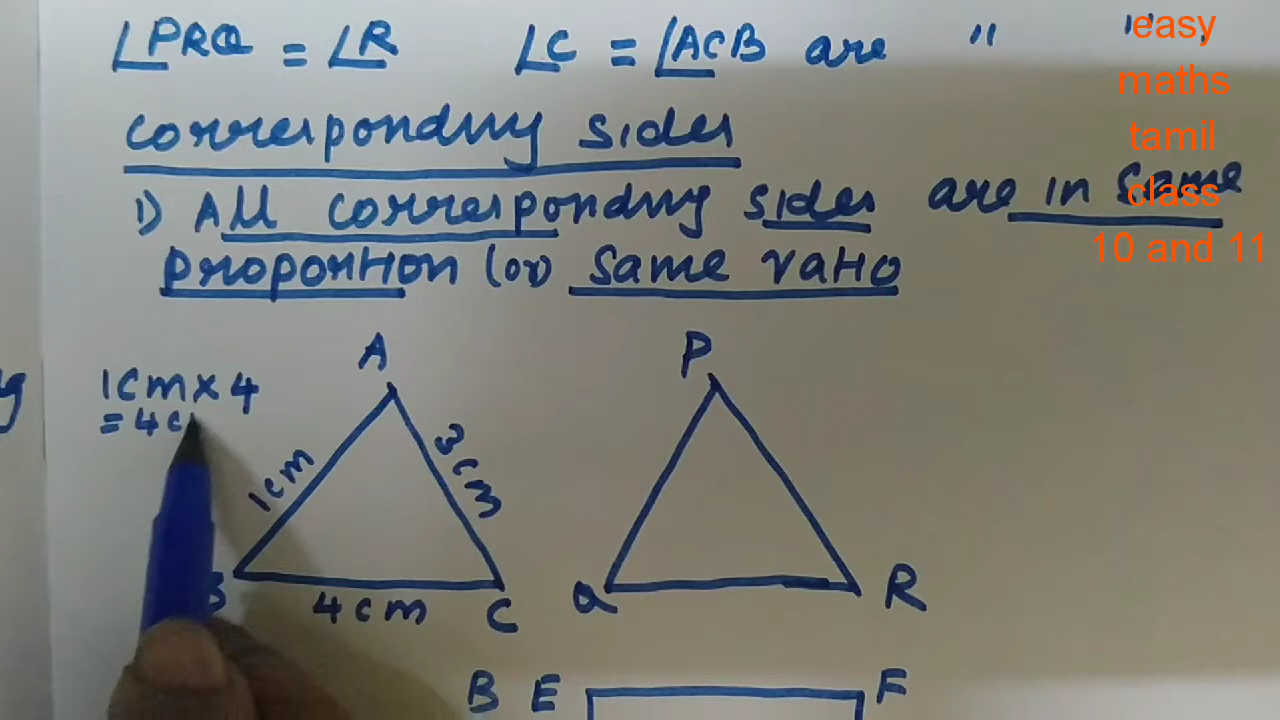 ∠PRQ = ∠R ∠C = ∠ACB are " "
corresponding sides
1) All corresponding sides are in same
proportion (or) same ratio
easy
maths
tamil
class
10 and 11
A
P
1cm × 4
= 4c
1cm
3cm
B
4cm
C
Q
R
B E
F